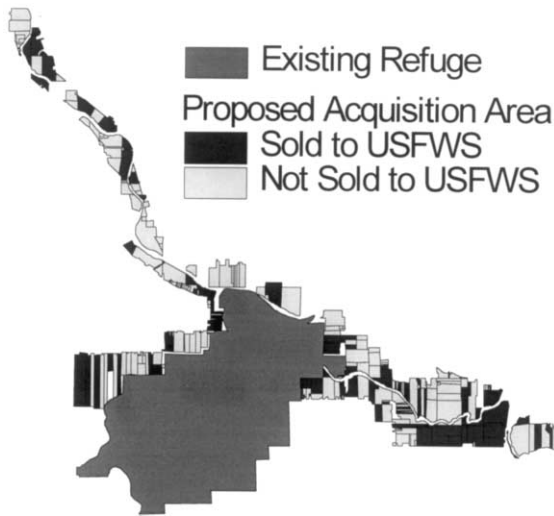 Existing Refuge
Proposed Acquisition Area
Sold to USFWS
Not Sold to USFWS